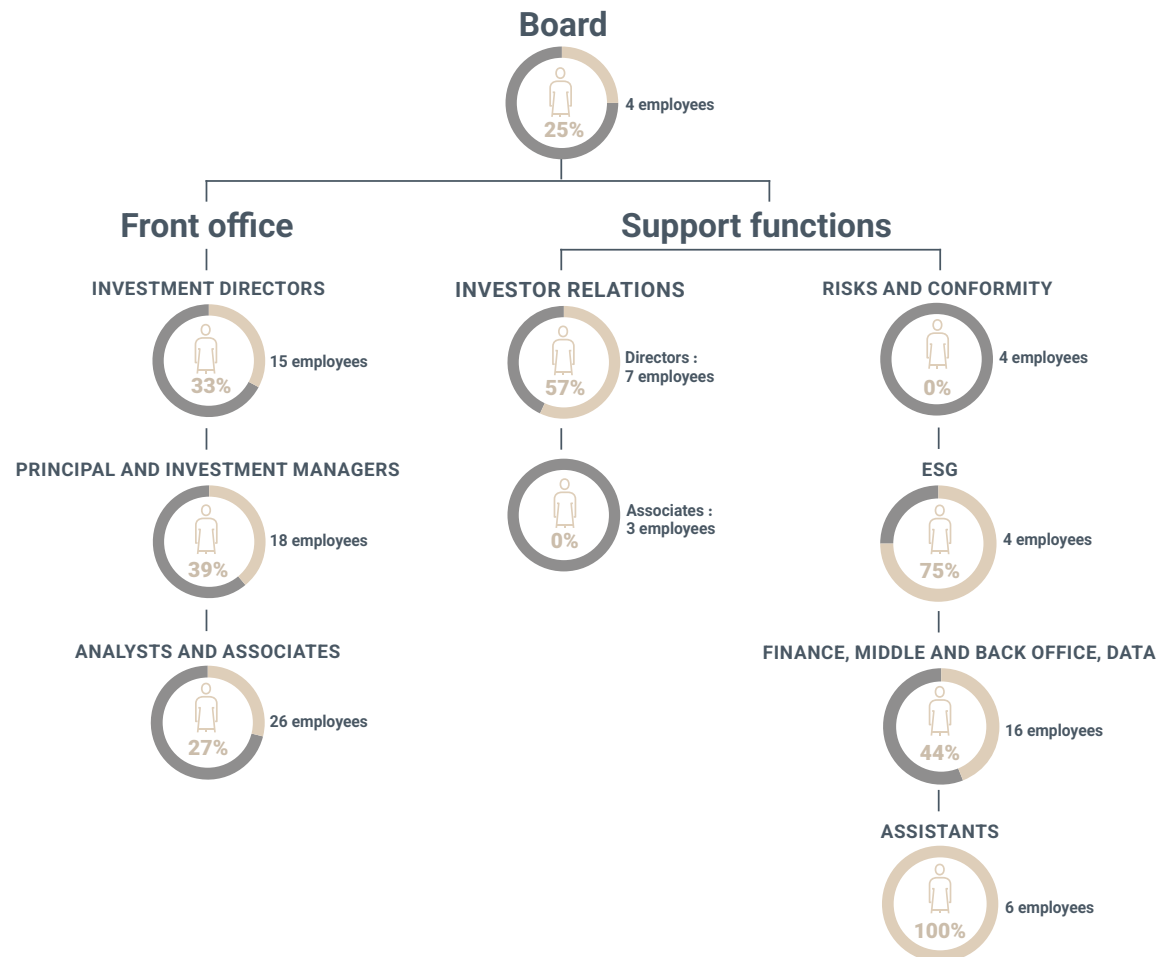 Board
25%
4 employees
Front office
Support functions
INVESTMENT DIRECTORS
33%
15 employees
PRINCIPAL AND INVESTMENT MANAGERS
39%
18 employees
ANALYSTS AND ASSOCIATES
27%
26 employees
INVESTOR RELATIONS
57%
Directors :
7 employees
0%
Associates :
3 employees
RISKS AND CONFORMITY
0%
4 employees
ESG
75%
4 employees
FINANCE, MIDDLE AND BACK OFFICE, DATA
44%
16 employees
ASSISTANTS
100%
6 employees